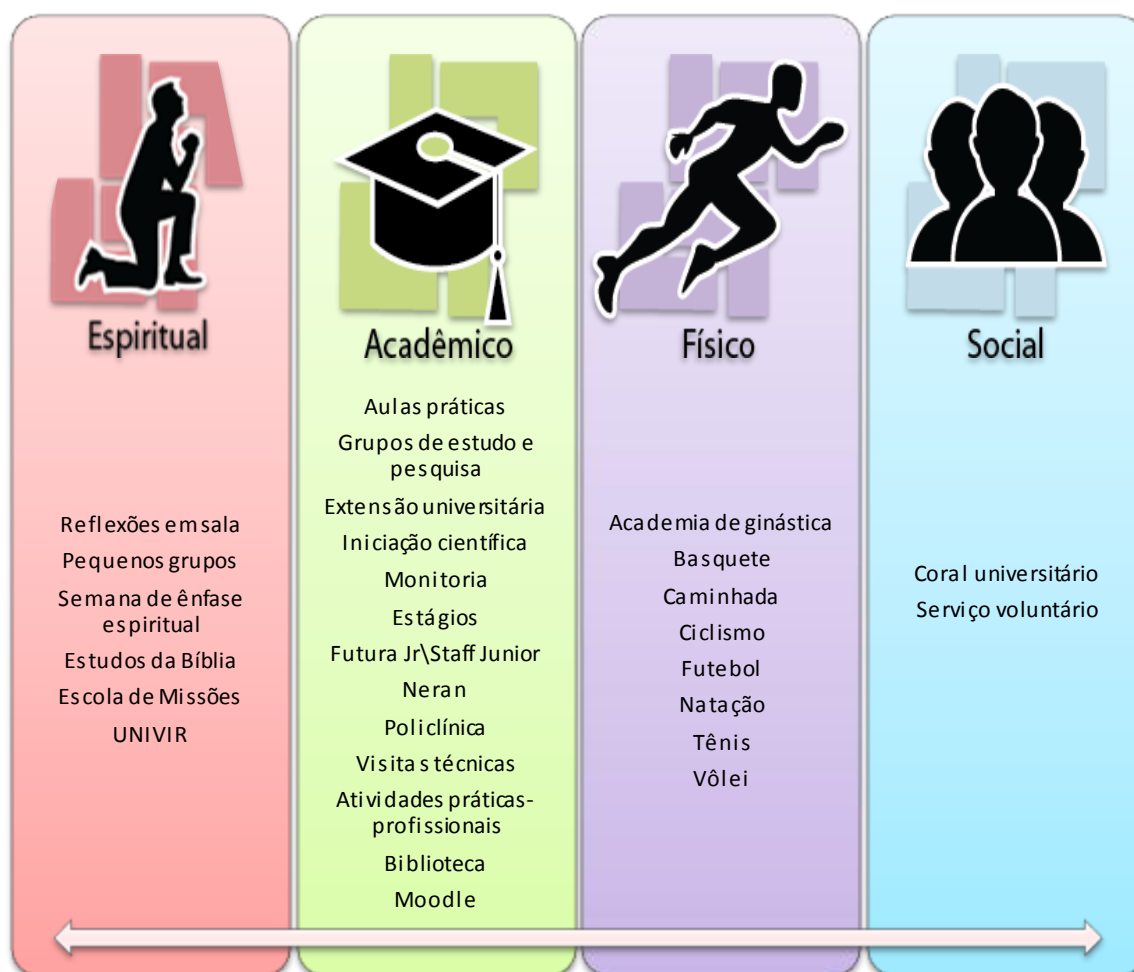 Espiritual
Reflexões em sala
Pequenos grupos
Semana de ênfase
espiritual
Estudos da Bíblia
Escola de Missões
UNIVIR
Acadêmico
Aulas práticas
Grupos de estudo e
pesquisa
Extensão universitária
Iniciação científica
Monitoria
Estágios
Futura Jr\Staff Junior
Neran
Policlínica
Visitas técnicas
Atividades práticas-
profissionais
Biblioteca
Moodle
Físico
Academia de ginástica
Basquete
Caminhada
Ciclismo
Futebol
Natação
Tênis
Vôlei
Social
Coral universitário
Serviço voluntário